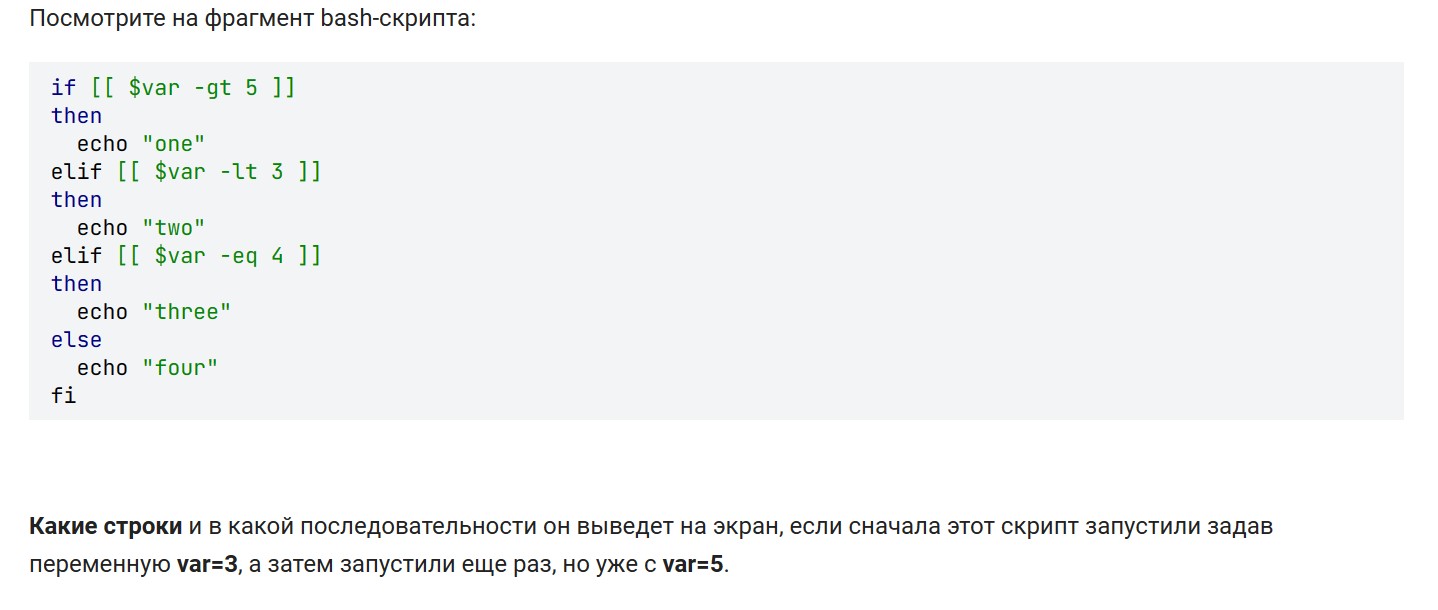 Посмотрите на фрагмент bash-скрипта:
if [[ $var -gt 5 ]]
then
  echo "one"
elif [[ $var -lt 3 ]]
then
  echo "two"
elif [[ $var -eq 4 ]]
then
  echo "three"
else
  echo "four"
fi
Какие строки и в какой последовательности он выведет на экран, если сначала этот скрипт запустили задав
переменную var=3, а затем запустили еще раз, но уже с var=5.